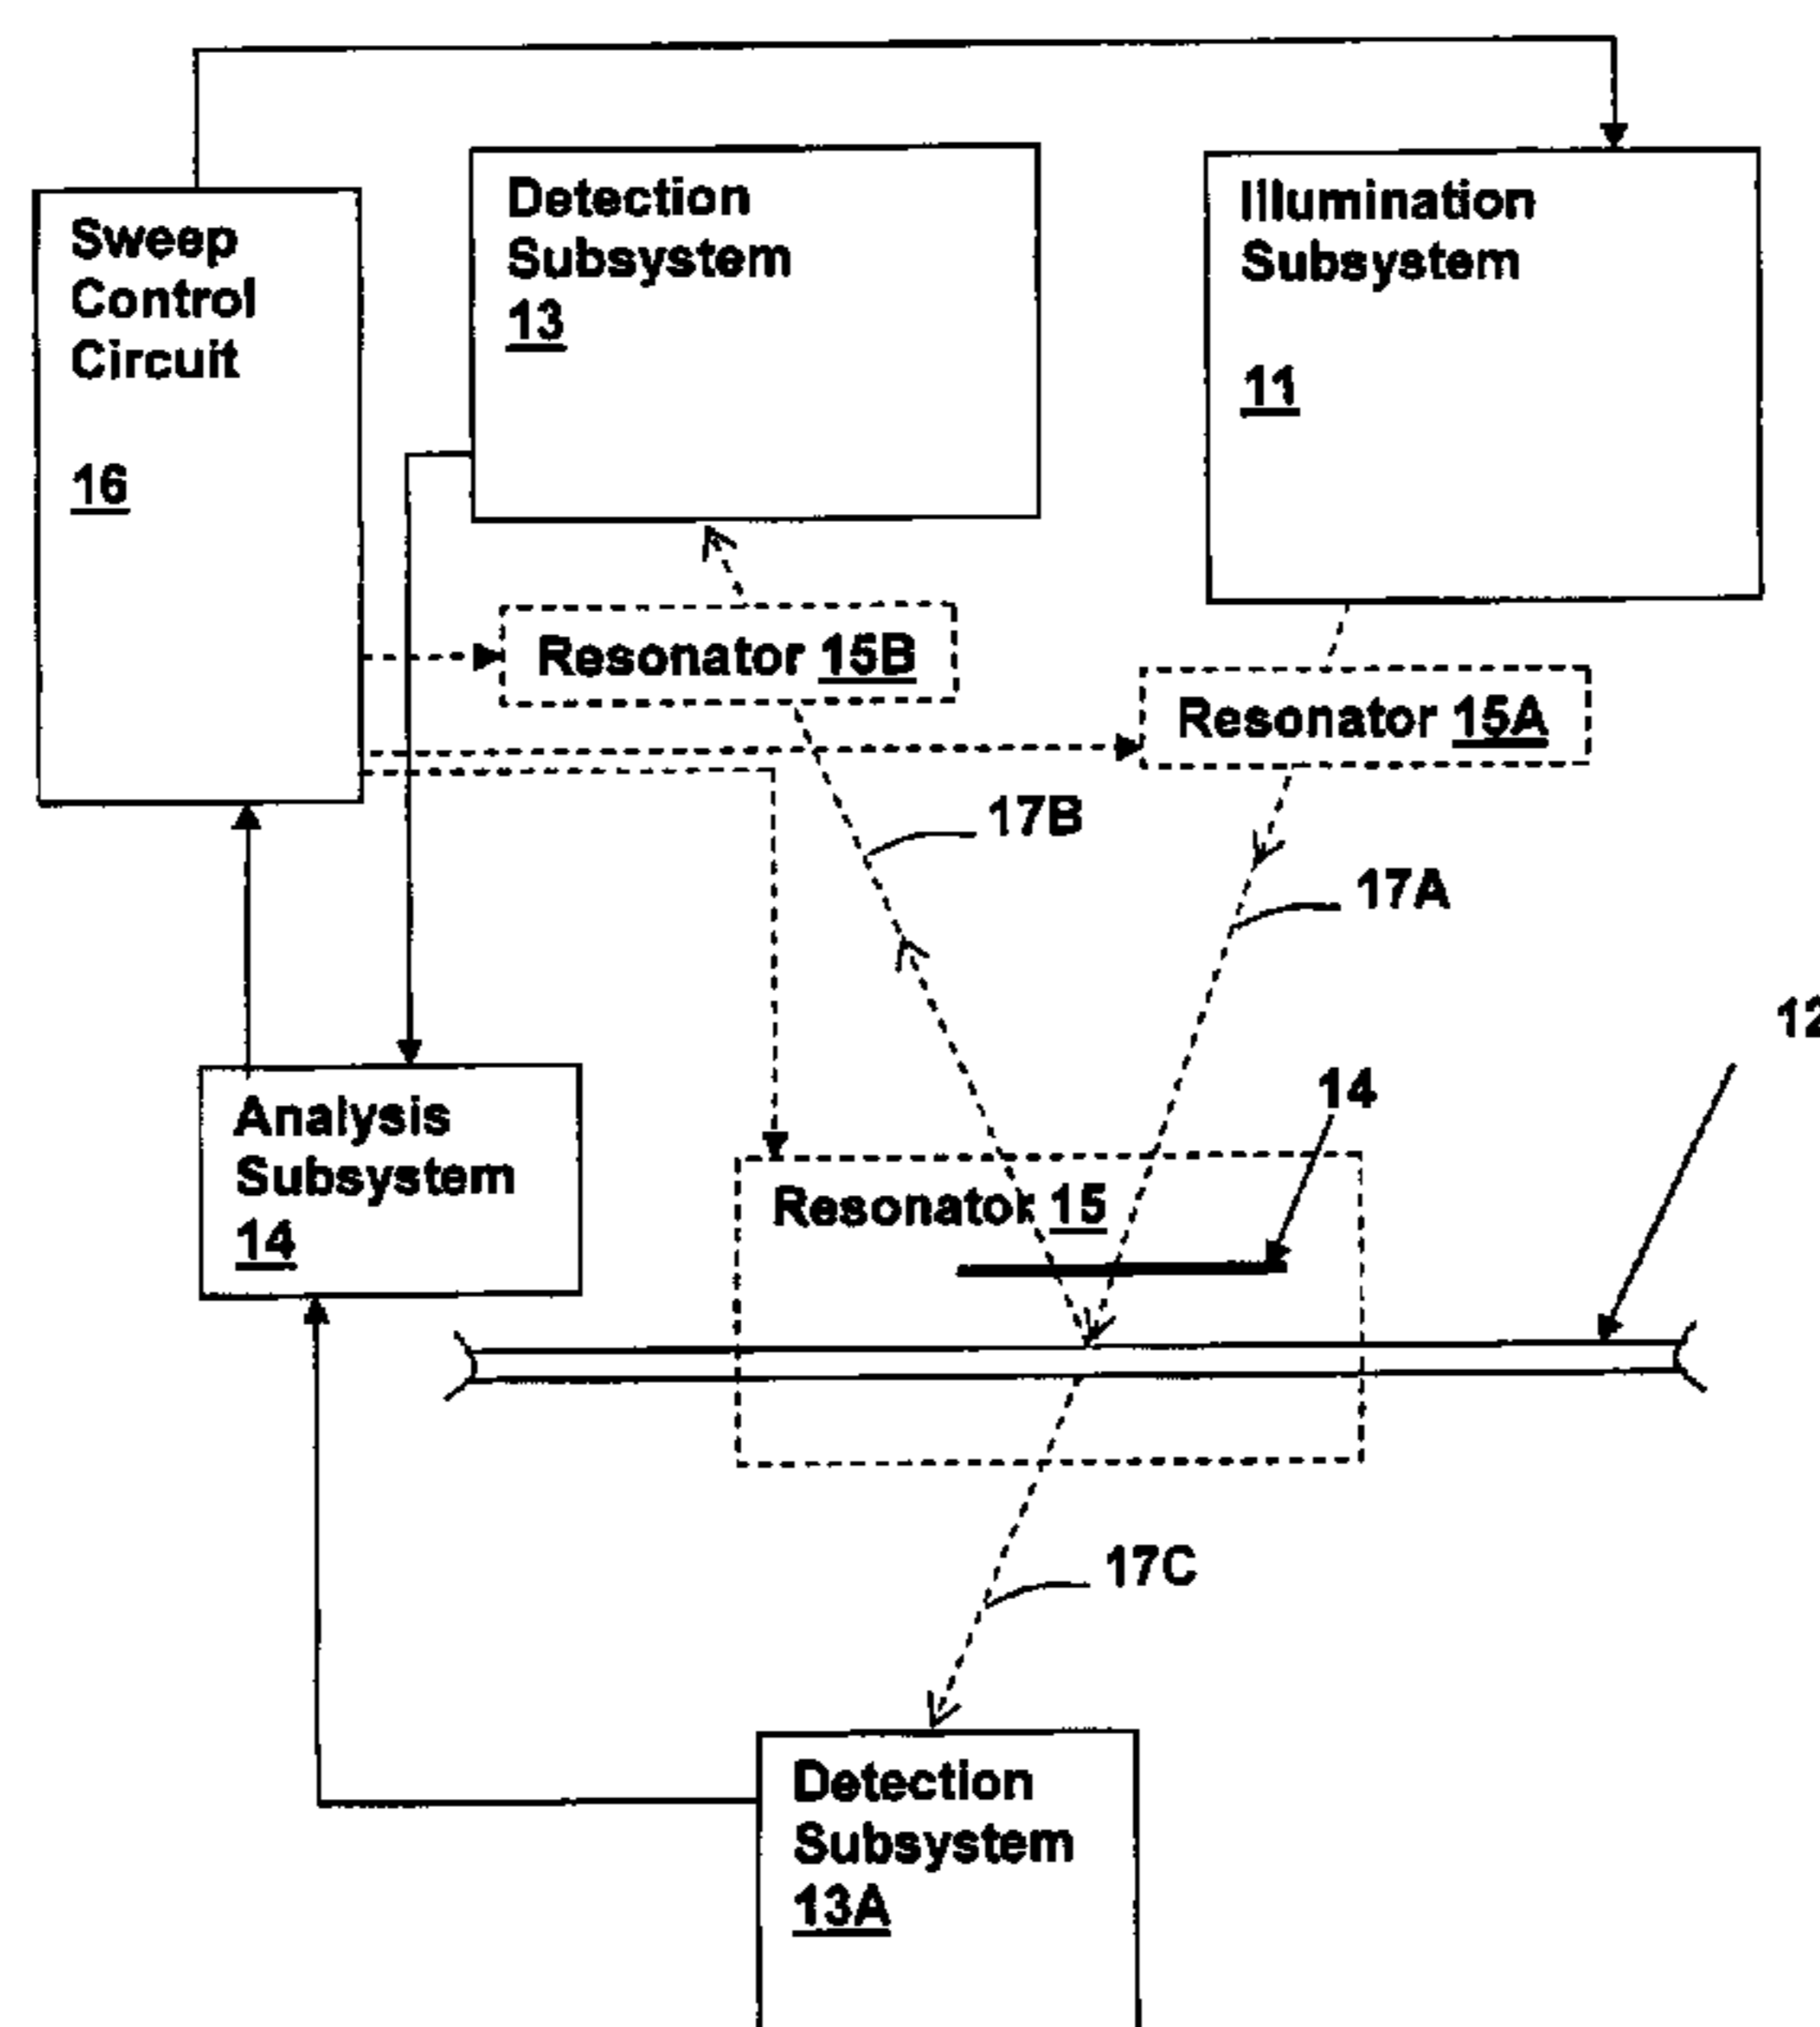 Sweep
Control
Circuit
16
Detection
Subsystem
13
Illumination
Subsystem
11
Resonator 15B
Resonator 15A
17B
17A
12
14
Analysis
Subsystem
14
Resonator 15
17C
Detection
Subsystem
13A